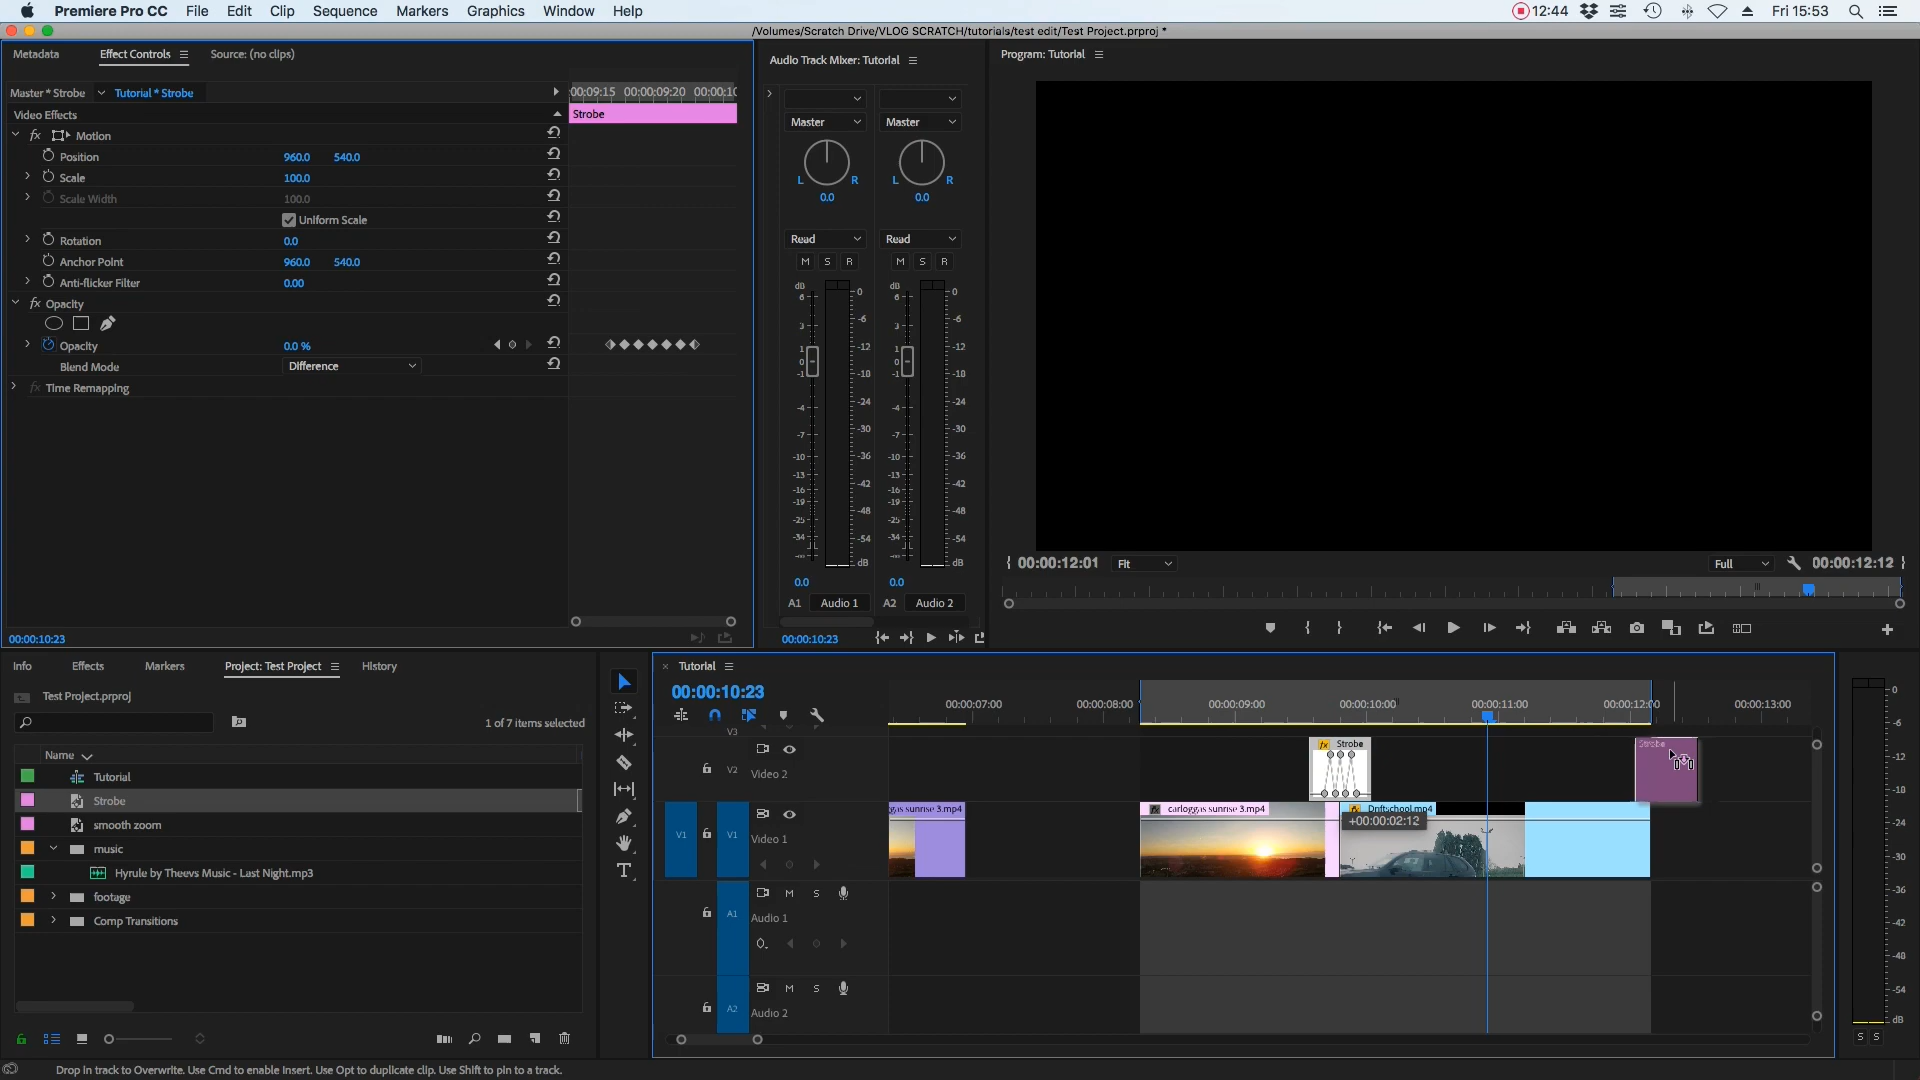 Premiere Pro CC File Edit Clip Sequence Markers Graphics Window Help 12:44 Fri 15:53
/Volumes/Scratch Drive/VLOG SCRATCH/tutorials/test edit/Test Project.prproj *
Metadata Effect Controls Source: (no clips)
Master * Strobe Tutorial * Strobe
00:09:15 00:00:09:20 00:00:10
Video Effects Strobe
fx Motion
Position 960.0 540.0
Scale 100.0
Scale Width 100.0
Uniform Scale
Rotation 0.0
Anchor Point 960.0 540.0
Anti-flicker Filter 0.00
fx Opacity
Opacity 0.0 %
Blend Mode Difference
fx Time Remapping
00:00:10:23
Audio Track Mixer: Tutorial
Master Master
L R L R
0.0 0.0
Read Read
M S R M S R
dB 0 dB 0
6 -6 6 -6
3 -12 3 -12
1 -18 1 -18
0 -24 0 -24
-1 -30 -1 -30
-4 -36 -4 -36
-7 -42 -7 -42
-10 -48 -10 -48
-13 -54 -13 -54
-16 dB -16 dB
-19 -19
-25 -25
-34 -34
-∞ -∞
0.0 0.0
A1 Audio 1 A2 Audio 2
00:00:10:23
Program: Tutorial
00:00:12:01 Fit Full 00:00:12:12
Info Effects Markers Project: Test Project History
Test Project.prproj
1 of 7 items selected
Name
Tutorial
Strobe
smooth zoom
music
Hyrule by Theevs Music - Last Night.mp3
footage
Comp Transitions
Tutorial
00:00:10:23
00:00:07:00 00:00:08:00 00:00:09:00 00:00:10:00 00:00:11:00 00:00:12:00 00:00:13:00
V3
fx Strobe Strobe
V2 Video 2
gas sunrise 3.mp4 carloggas sunrise 3.mp4 Driftschool.mp4
+00:00:02:12
V1 V1 Video 1
M S
A1 Audio 1
M S
A2 Audio 2
0
-6
-12
-18
-24
-30
-36
-42
-48
-54
dB
S S
Drop in track to Overwrite. Use Cmd to enable Insert. Use Opt to duplicate clip. Use Shift to pin to a track.